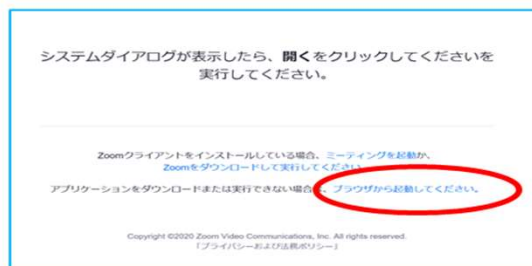 システムダイアログが表示したら、開くをクリックしてくださいを
実行してください。
Zoomクライアントをインストールしている場合、ミーティングを起動か、
Zoomをダウンロードして実行してください。
アプリケーションをダウンロードまたは実行できない場合は、ブラウザから起動してください。
Copyright ©2020 Zoom Video Communications, Inc. All rights reserved.
「プライバシーおよび法務ポリシー」